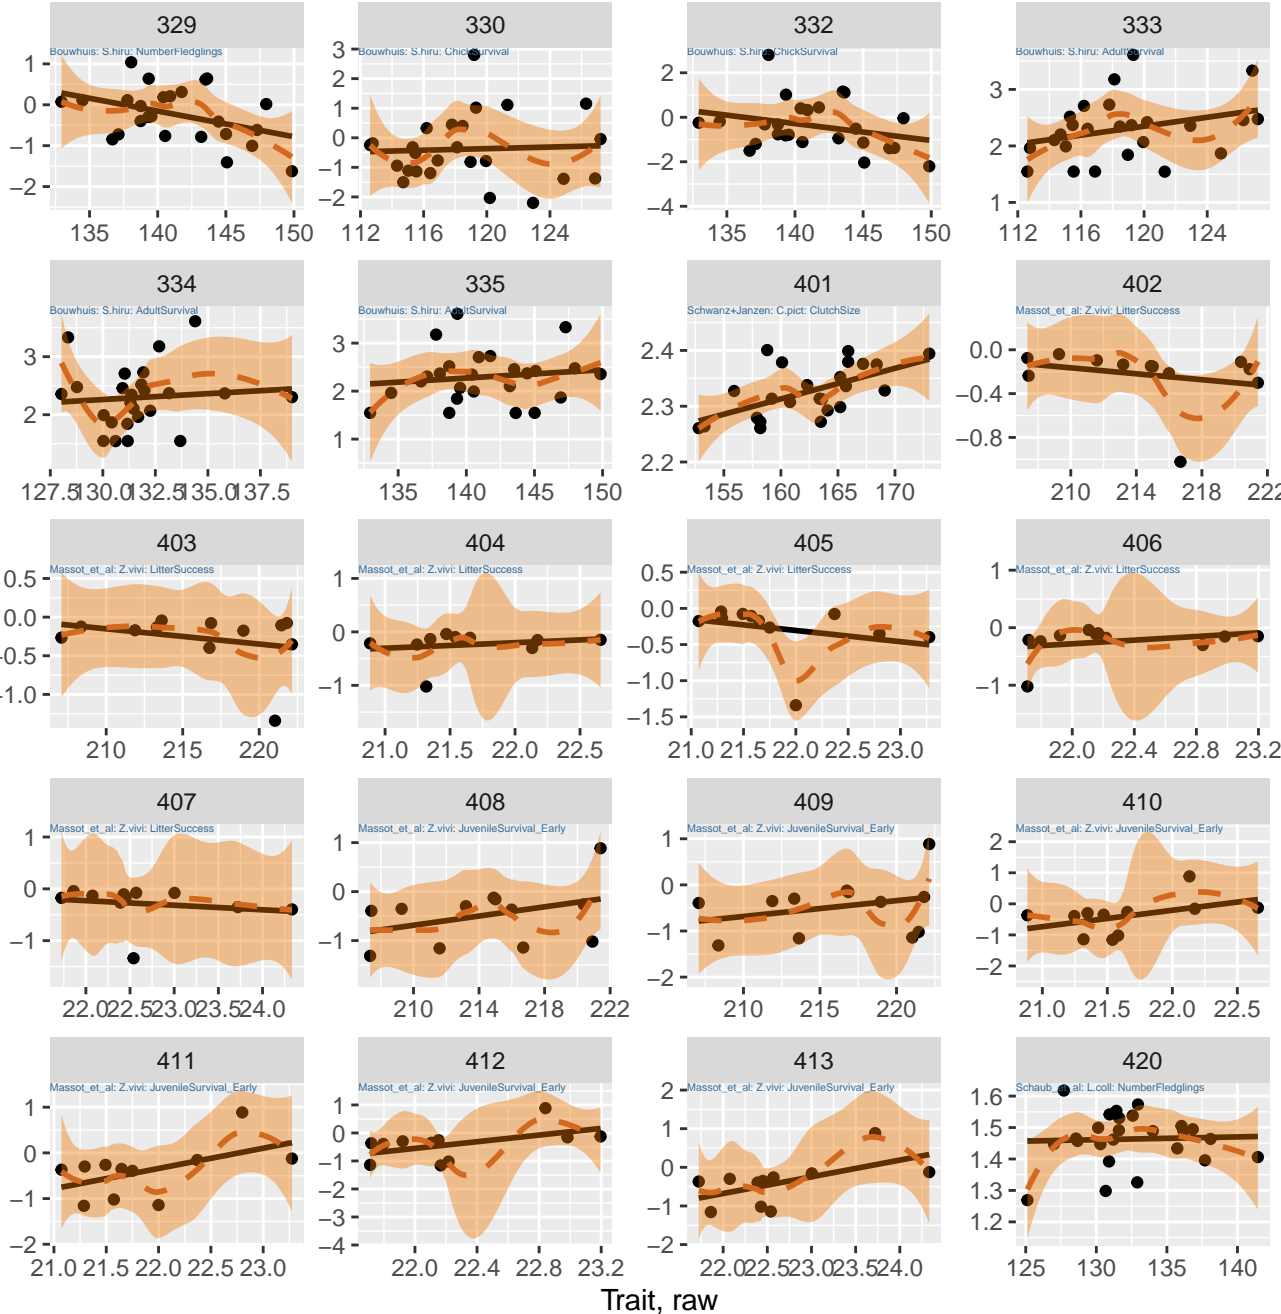 329 330 332 333
Bouwhuis: S.hiru: NumberFledglings Bouwhuis: S.hiru: ChickSurvival Bouwhuis: S.hiru: ChickSurvival Bouwhuis: S.hiru: AdultSurvival
1 0 −1 −2
3 2 1 0 −1 −2
2 0 −2 −4
3 2 1
135 140 145 150 112 116 120 124 135 140 145 150 112 116 120 124
334 335 401 402
Bouwhuis: S.hiru: AdultSurvival Bouwhuis: S.hiru: AdultSurvival Schwanz+Janzen: C.pict: ClutchSize Massot_et_al: Z.vivi: LitterSuccess
3 2
3 2 1
2.4 2.3 2.2
0.0 −0.4 −0.8
127.5 130.0 132.5 135.0 137.5 135 140 145 150 155 160 165 170 210 214 218 222
403 404 405 406
Massot_et_al: Z.vivi: LitterSuccess Massot_et_al: Z.vivi: LitterSuccess Massot_et_al: Z.vivi: LitterSuccess Massot_et_al: Z.vivi: LitterSuccess
0.5 0.0 −0.5 −1.0
1 0 −1
0.5 0.0 −0.5 −1.0 −1.5
1 0 −1
210 215 220 21.0 21.5 22.0 22.5 21.0 21.5 22.0 22.5 23.0 22.0 22.4 22.8 23.2
407 408 409 410
Massot_et_al: Z.vivi: LitterSuccess Massot_et_al: Z.vivi: JuvenileSurvival_Early Massot_et_al: Z.vivi: JuvenileSurvival_Early Massot_et_al: Z.vivi: JuvenileSurvival_Early
1 0 −1
1 0 −1
1 0 −1 −2
2 1 0 −1 −2
22.0 22.5 23.0 23.5 24.0 210 214 218 222 210 215 220 21.0 21.5 22.0 22.5
411 412 413 420
Massot_et_al: Z.vivi: JuvenileSurvival_Early Massot_et_al: Z.vivi: JuvenileSurvival_Early Massot_et_al: Z.vivi: JuvenileSurvival_Early Schaub_et_al: L.coll: NumberFledglings
1 0 −1 −2
1 0 −1 −2 −3 −4
2 1 0 −1 −2
1.6 1.5 1.4 1.3 1.2
21.0 21.5 22.0 22.5 23.0 22.0 22.4 22.8 23.2 22.0 22.5 23.0 23.5 24.0 125 130 135 140
Trait, raw